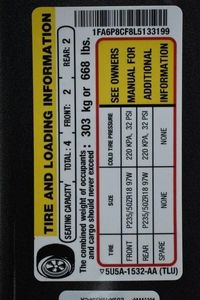 TIRE AND LOADING INFORMATION
SEATING CAPACITY TOTAL: 4 FRONT: 2 REAR: 2
The combined weight of occupants and cargo should never exceed: 303 kg or 668 lbs.
TIRE SIZE COLD TIRE PRESSURE
FRONT P235/50ZR18 97W 220 KPA, 32 PSI
REAR P235/50ZR18 97W 220 KPA, 32 PSI
SPARE NONE NONE
SEE OWNERS
MANUAL FOR
ADDITIONAL
INFORMATION
5U5A-1532-AA (TLU)
1FA6P8CF8L5133199